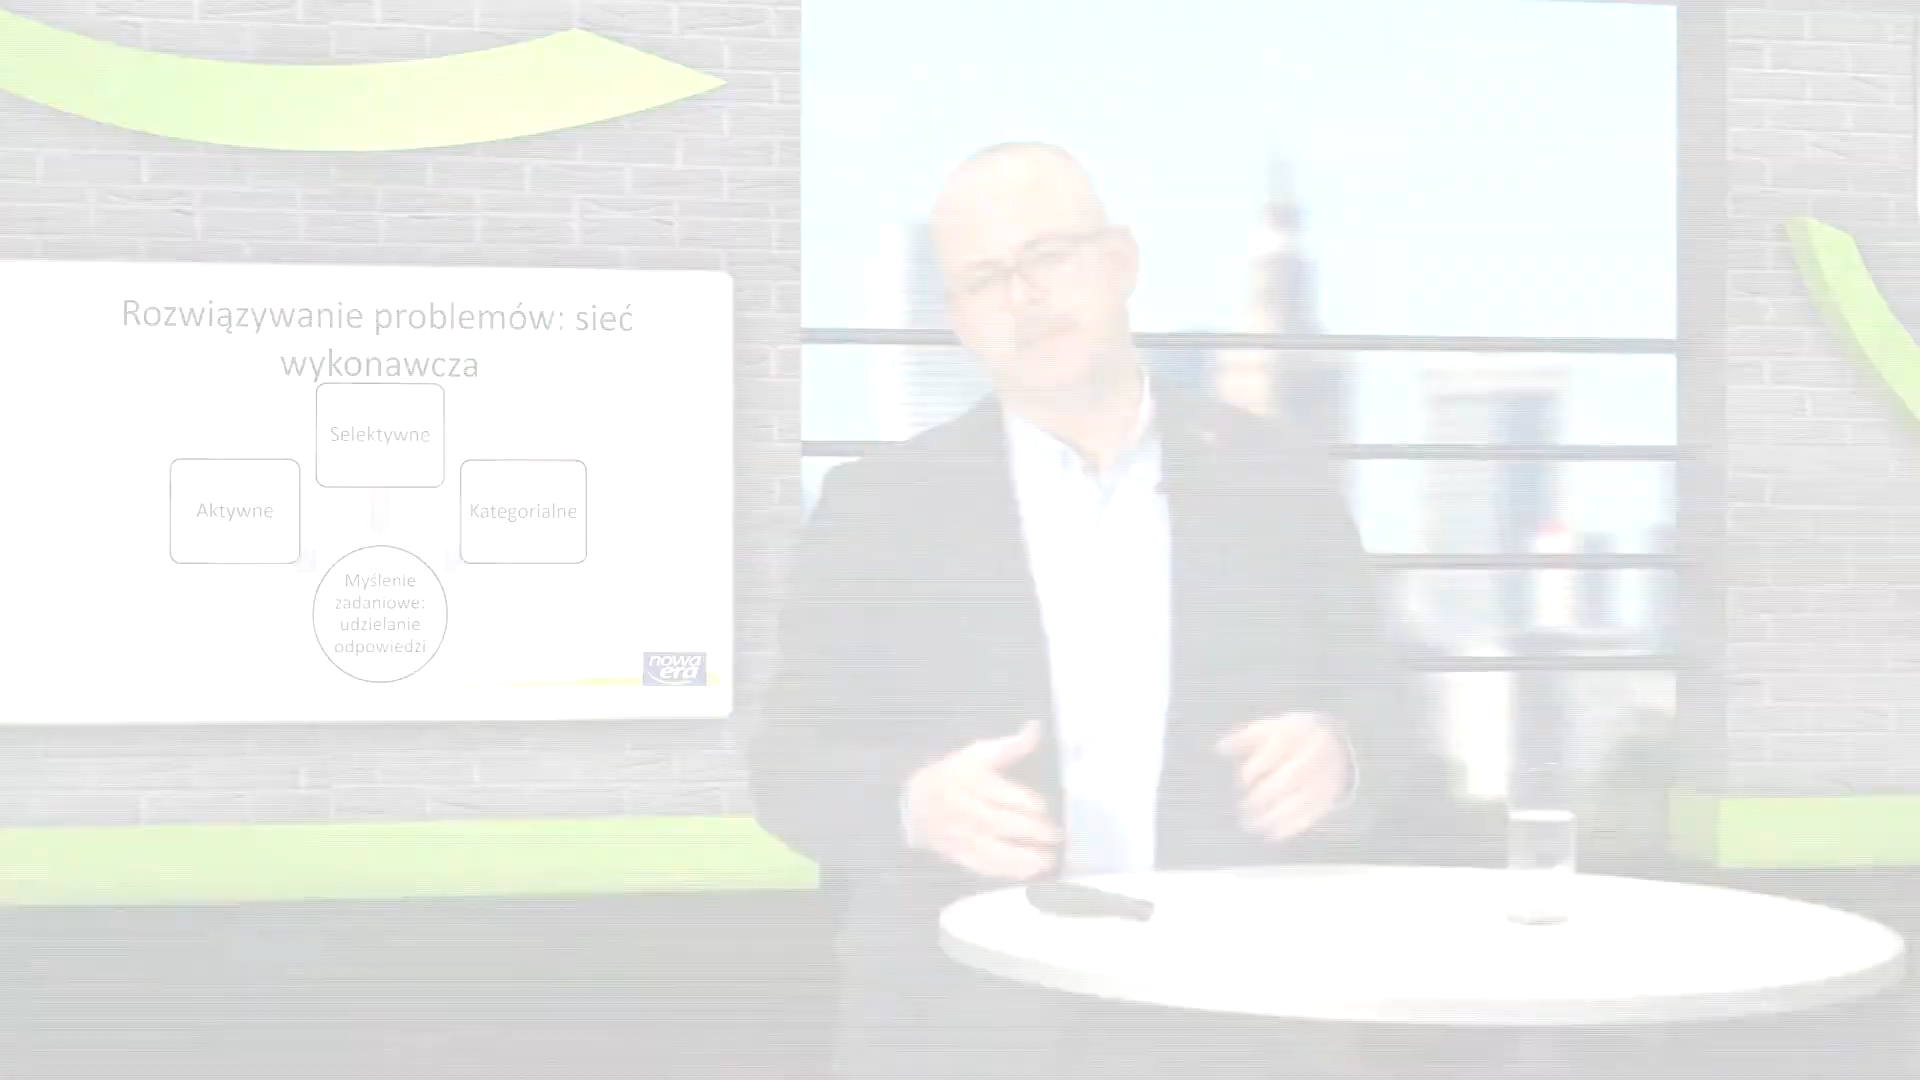 Rozwiązywanie problemów: sieć
wykonawcza
Selektywne
Aktywne
Kategorialne
Myślenie
zadaniowe:
udzielanie
odpowiedzi
nowa
era